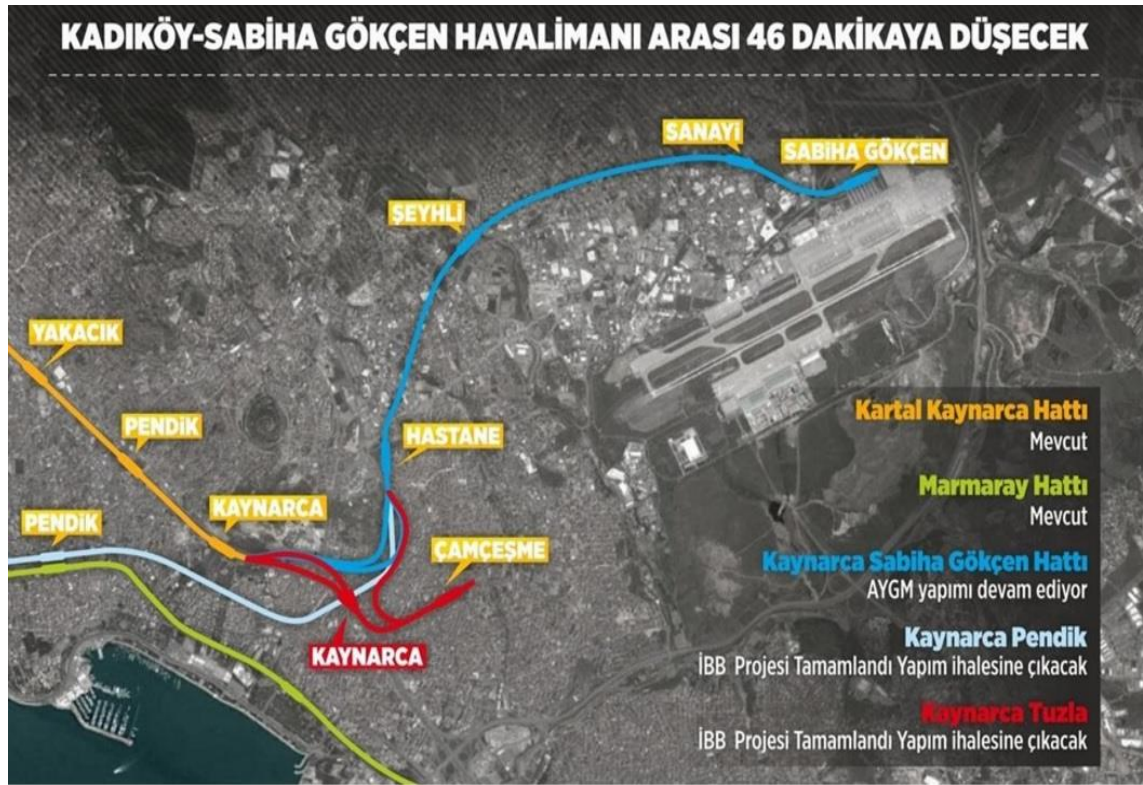 KADIKÖY-SABİHA GÖKÇEN HAVALİMANI ARASI 46 DAKİKAYA DÜŞECEK
SANAYİ
SABİHA GÖKÇEN
ŞEYHLİ
YAKACIK
PENDİK
HASTANE
KAYNARCA
PENDİK
ÇAMÇEŞME
KAYNARCA
Kartal Kaynarca Hattı
Mevcut
Marmaray Hattı
Mevcut
Kaynarca Sabiha Gökçen Hattı
AYGM yapımı devam ediyor
Kaynarca Pendik
İBB Projesi Tamamlandı Yapım ihalesine çıkacak
Kaynarca Tuzla
İBB Projesi Tamamlandı Yapım ihalesine çıkacak